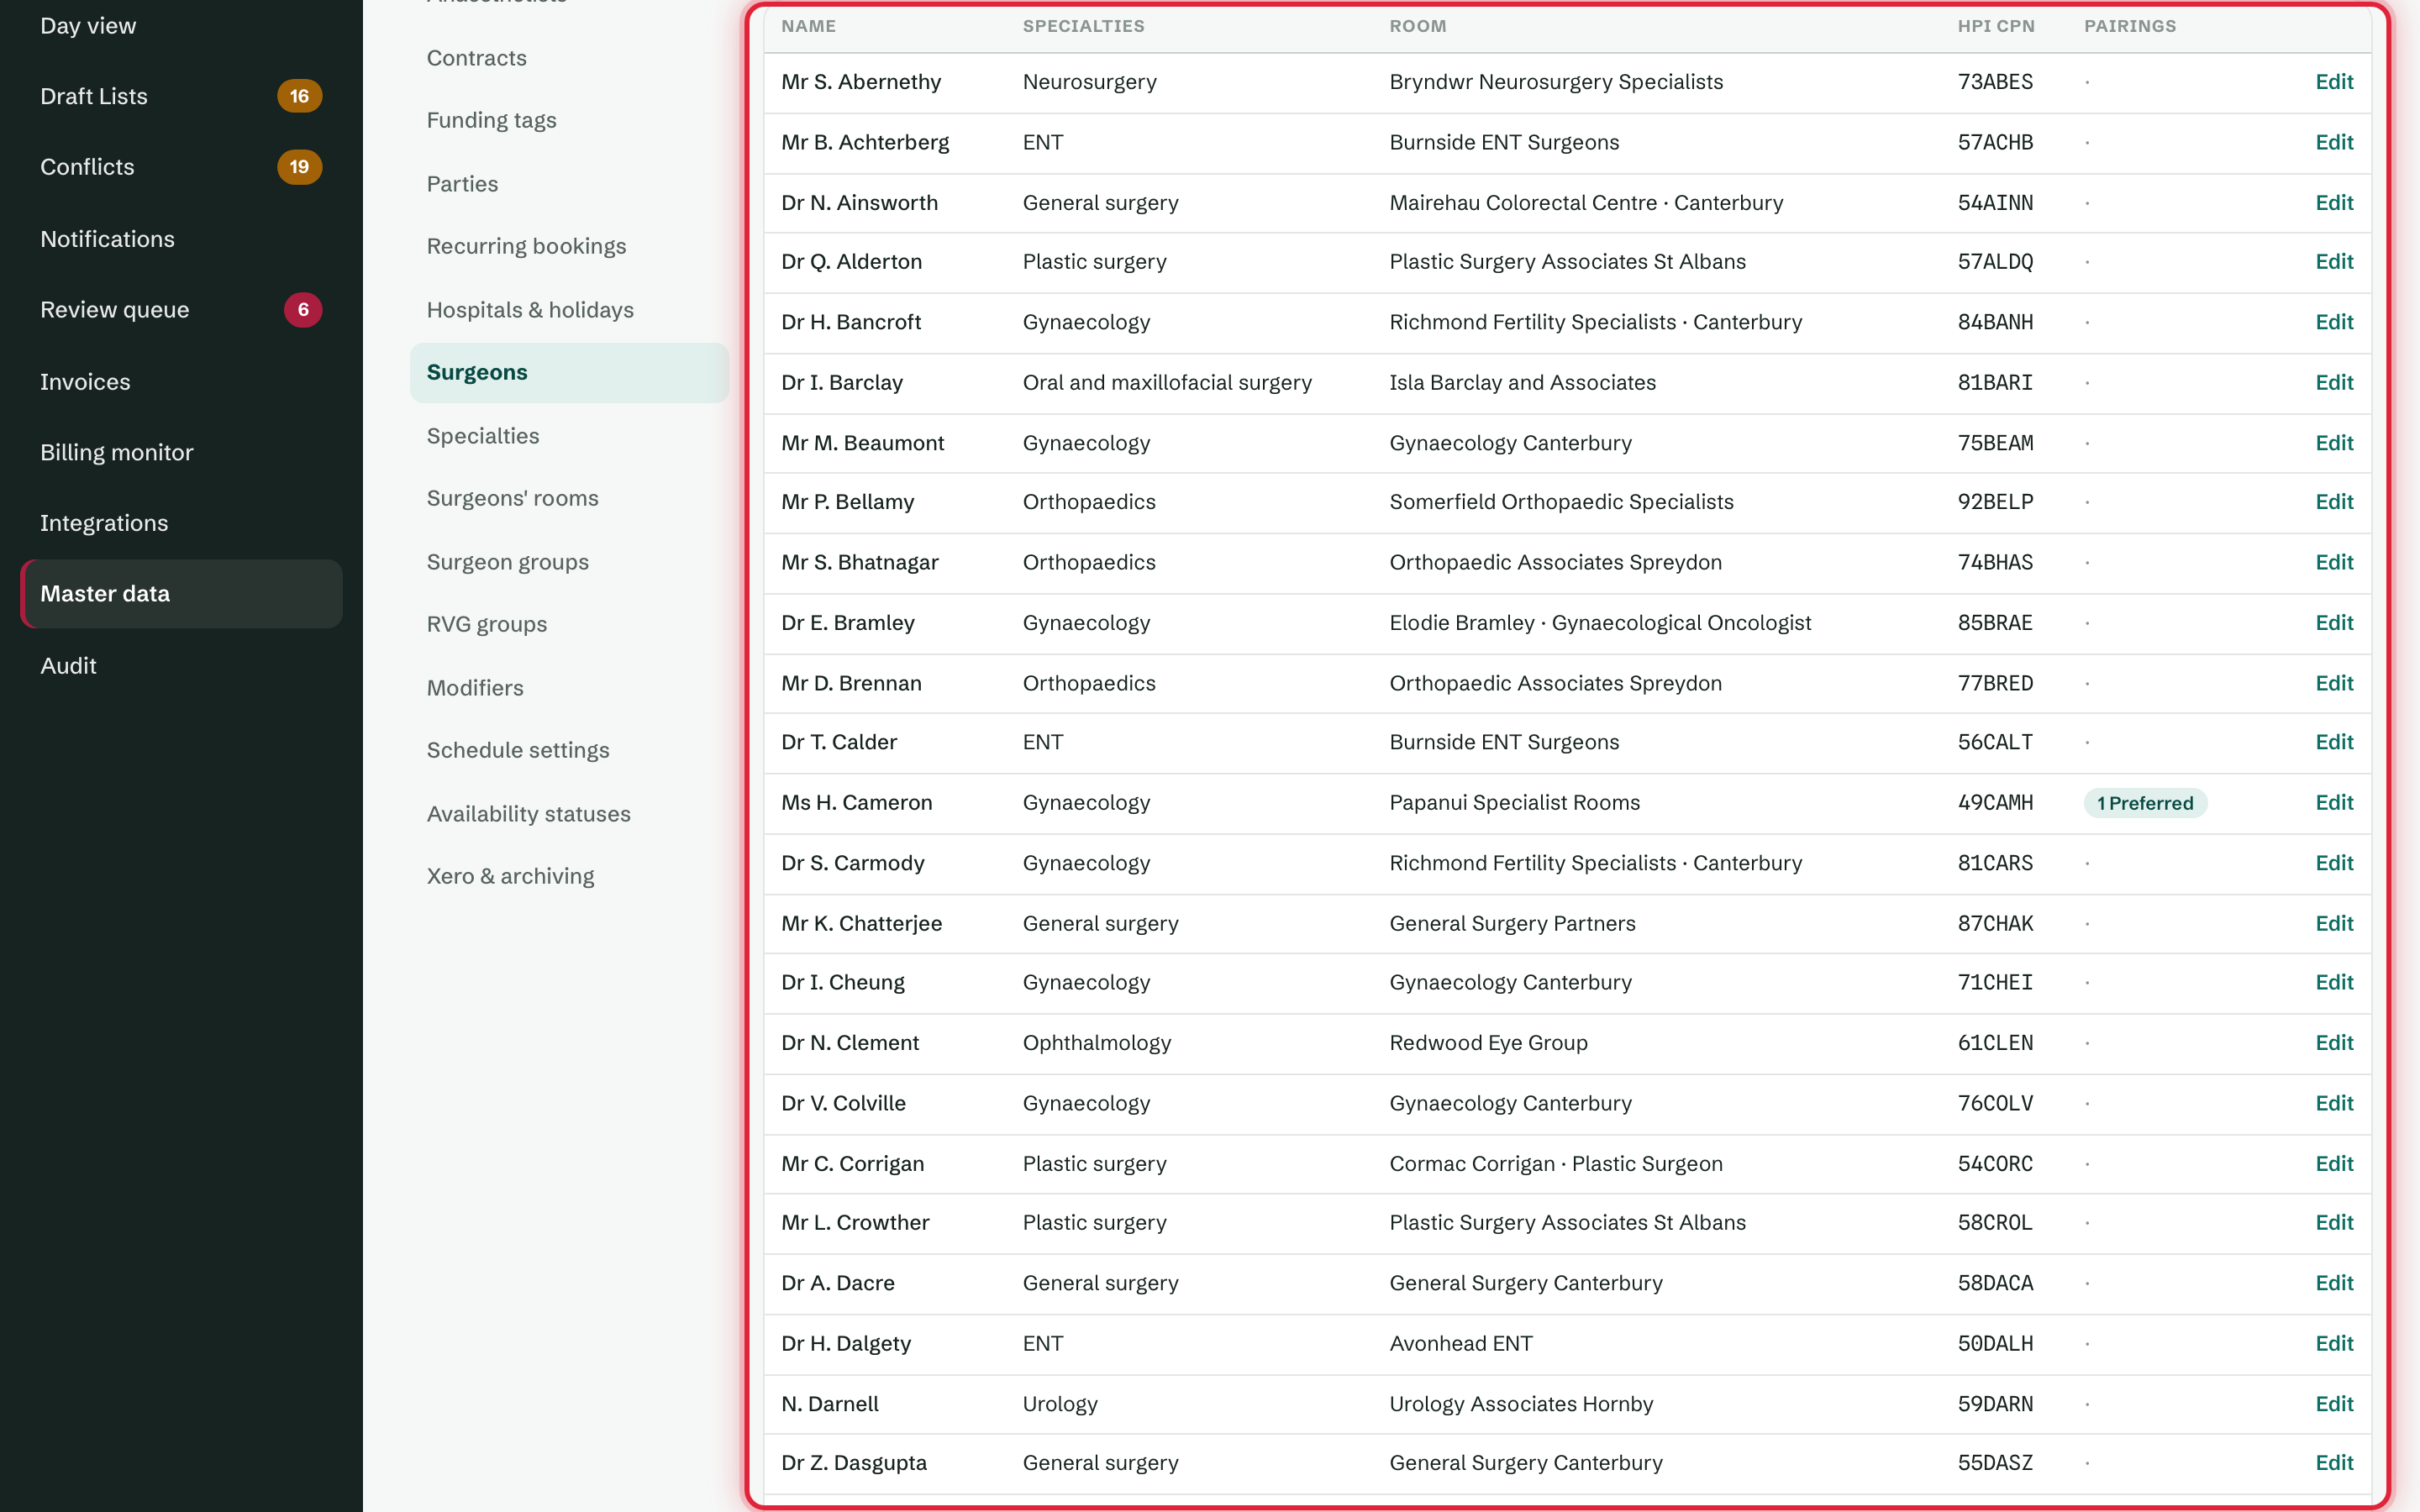 Day view
Draft Lists 16
Conflicts 19
Notifications
Review queue 6
Invoices
Billing monitor
Integrations
Master data
Audit
Contracts
Funding tags
Parties
Recurring bookings
Hospitals & holidays
Surgeons
Specialties
Surgeons' rooms
Surgeon groups
RVG groups
Modifiers
Schedule settings
Availability statuses
Xero & archiving
NAME SPECIALTIES ROOM HPI CPN PAIRINGS
Mr S. Abernethy Neurosurgery Bryndwr Neurosurgery Specialists 73ABES · Edit
Mr B. Achterberg ENT Burnside ENT Surgeons 57ACHB · Edit
Dr N. Ainsworth General surgery Mairehau Colorectal Centre · Canterbury 54AINN · Edit
Dr Q. Alderton Plastic surgery Plastic Surgery Associates St Albans 57ALDQ · Edit
Dr H. Bancroft Gynaecology Richmond Fertility Specialists · Canterbury 84BANH · Edit
Dr I. Barclay Oral and maxillofacial surgery Isla Barclay and Associates 81BARI · Edit
Mr M. Beaumont Gynaecology Gynaecology Canterbury 75BEAM · Edit
Mr P. Bellamy Orthopaedics Somerfield Orthopaedic Specialists 92BELP · Edit
Mr S. Bhatnagar Orthopaedics Orthopaedic Associates Spreydon 74BHAS · Edit
Dr E. Bramley Gynaecology Elodie Bramley · Gynaecological Oncologist 85BRAE · Edit
Mr D. Brennan Orthopaedics Orthopaedic Associates Spreydon 77BRED · Edit
Dr T. Calder ENT Burnside ENT Surgeons 56CALT · Edit
Ms H. Cameron Gynaecology Papanui Specialist Rooms 49CAMH 1 Preferred Edit
Dr S. Carmody Gynaecology Richmond Fertility Specialists · Canterbury 81CARS · Edit
Mr K. Chatterjee General surgery General Surgery Partners 87CHAK · Edit
Dr I. Cheung Gynaecology Gynaecology Canterbury 71CHEI · Edit
Dr N. Clement Ophthalmology Redwood Eye Group 61CLEN · Edit
Dr V. Colville Gynaecology Gynaecology Canterbury 76COLV · Edit
Mr C. Corrigan Plastic surgery Cormac Corrigan · Plastic Surgeon 54CORC · Edit
Mr L. Crowther Plastic surgery Plastic Surgery Associates St Albans 58CROL · Edit
Dr A. Dacre General surgery General Surgery Canterbury 58DACA · Edit
Dr H. Dalgety ENT Avonhead ENT 50DALH · Edit
N. Darnell Urology Urology Associates Hornby 59DARN · Edit
Dr Z. Dasgupta General surgery General Surgery Canterbury 55DASZ · Edit